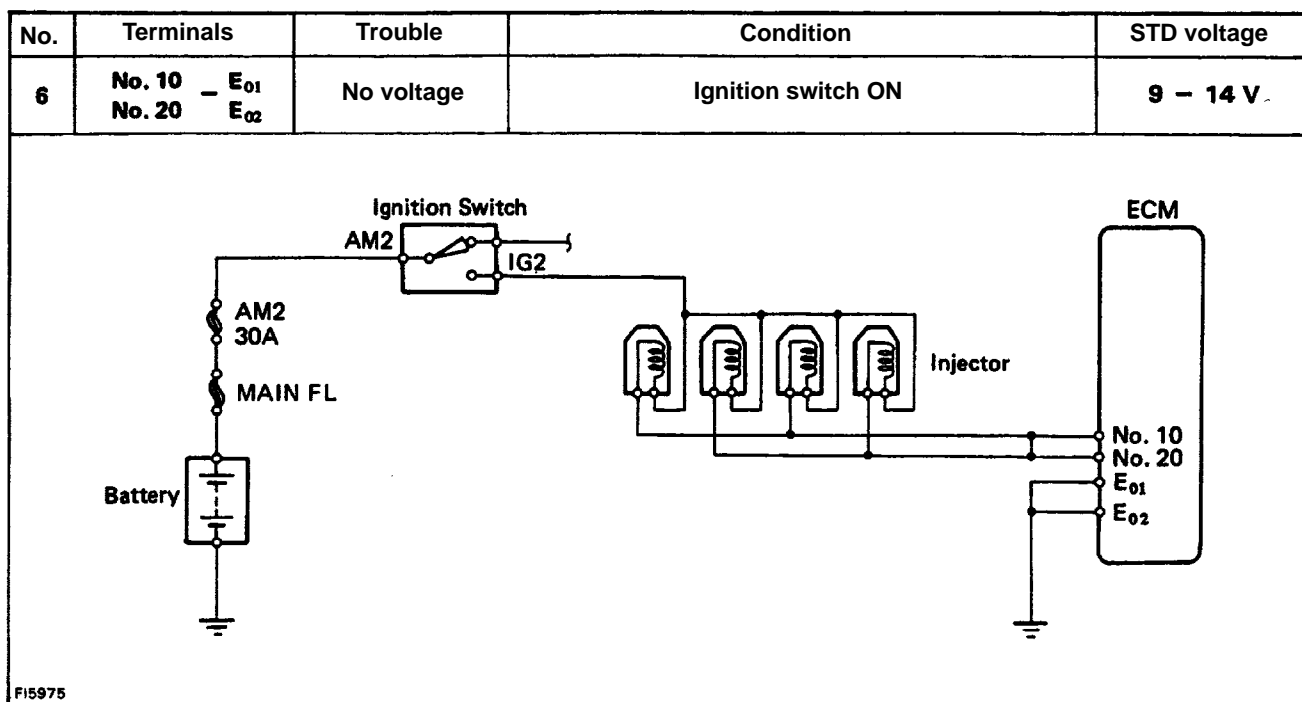 No. Terminals Trouble Condition STD voltage
6 No. 10 – E01 No voltage Ignition switch ON 9 – 14 V
No. 20 E02
Ignition Switch
ECM
AM2
IG2
AM2
30A
MAIN FL
Injector
No. 10
No. 20
Battery
E01
E02
FI5975